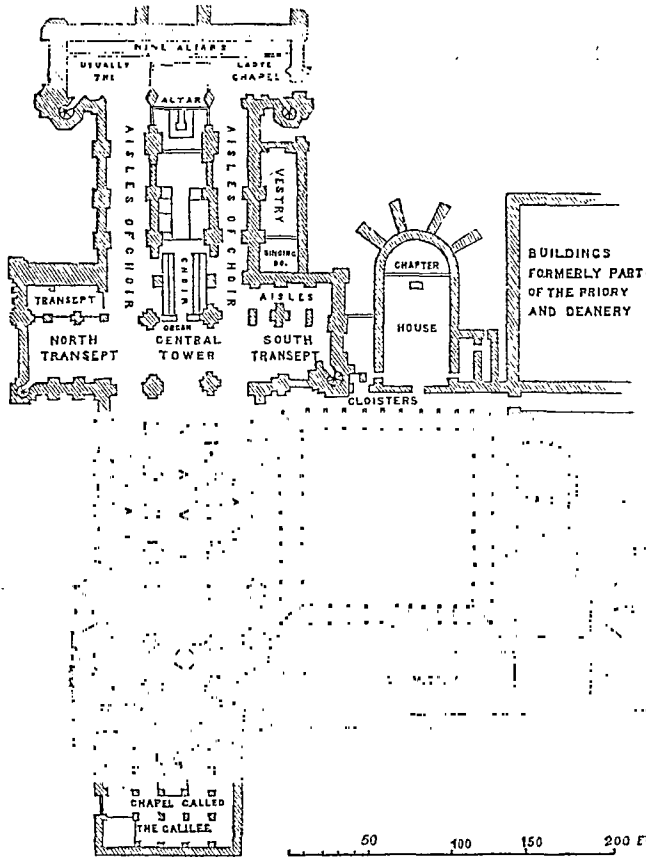 NINE ALTARS
USUALLY
THE
LADYE
CHAPEL
ALTAR
AISLES OF CHOIR
AISLES OF CHOIR
VESTRY
SINGING
DO.
CHOIR
ORGAN
TRANSEPT
NORTH
TRANSEPT
CENTRAL
TOWER
AISLES
SOUTH
TRANSEPT
CHAPTER
HOUSE
BUILDINGS
FORMERLY PART
OF THE PRIORY
AND DEANERY
CLOISTERS
CHAPEL CALLED
THE GALILEE
50 100 150 200 F